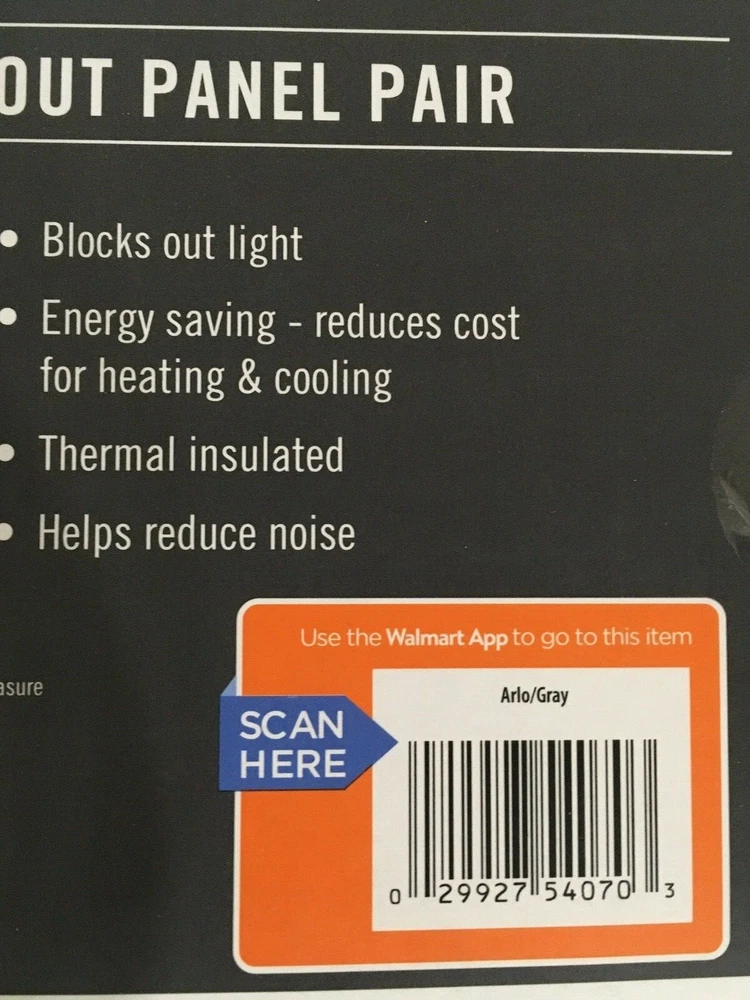 OUT PANEL PAIR
• Blocks out light
• Energy saving - reduces cost
for heating & cooling
• Thermal insulated
• Helps reduce noise
asure
Use the Walmart App to go to this item
Arlo/Gray
SCAN
HERE
0 29927 54070 3